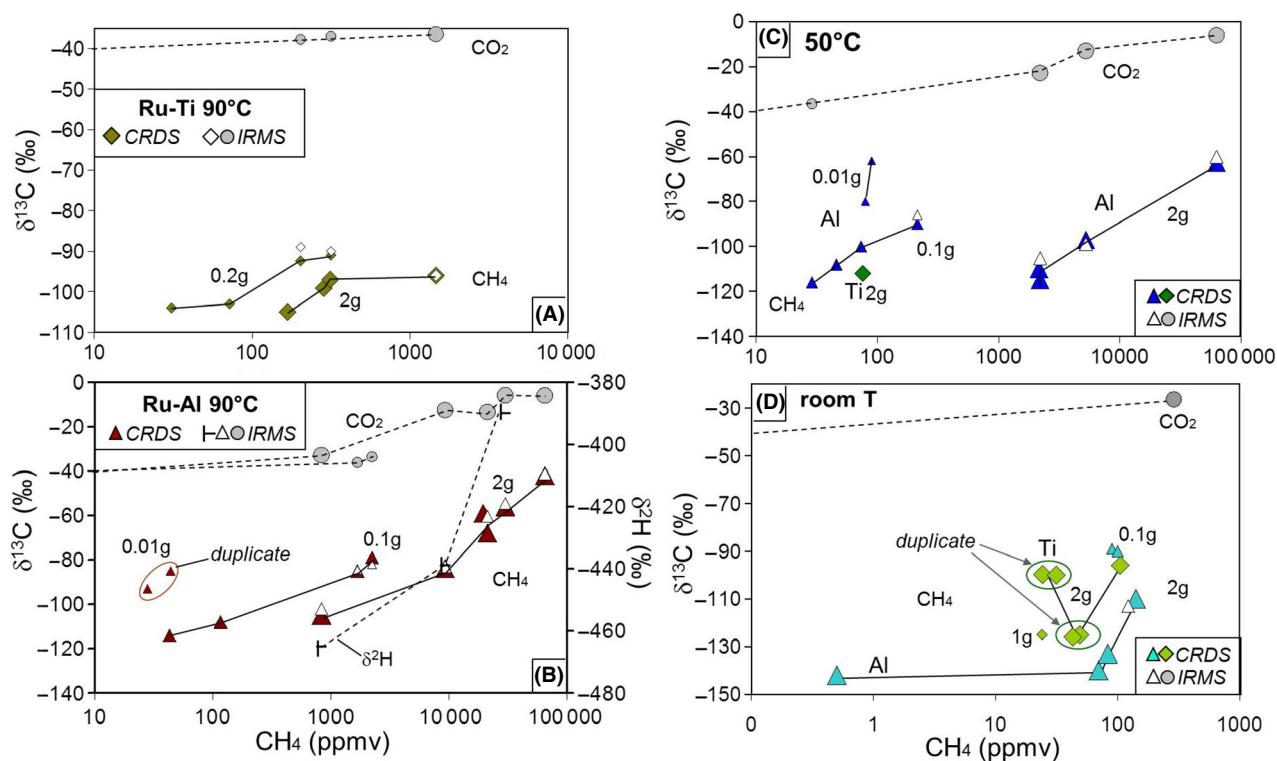 −40
−50
−60
−70
−80
−90
−100
−110
δ13C (‰)
CO2
Ru-Ti 90°C
CRDS IRMS
0.2g
2g
CH4
(A)
10 100 1000 10 000
0
−20
−40
−60
−80
−100
−120
−140
δ13C (‰)
Ru-Al 90°C
CRDS IRMS
CO2
0.01g
duplicate
0.1g
2g
CH4
δ2H
(B)
−380
−400
−420
−440
−460
−480
δ2H (‰)
10 100 1000 10 000 100 000
CH4 (ppmv)
0
−20
−40
−60
−80
−100
−120
−140
δ13C (‰)
(C) 50°C
CO2
0.01g
Al
0.1g
Al
2g
Ti 2g
CH4
CRDS
IRMS
10 100 1000 10 000 100 000
−30
−50
−70
−90
−110
−130
−150
δ13C (‰)
(D) room T
CO2
duplicate
Ti
0.1g
CH4
2g
2g
1g
Al
CRDS
IRMS
0 1 10 100 1000
CH4 (ppmv)